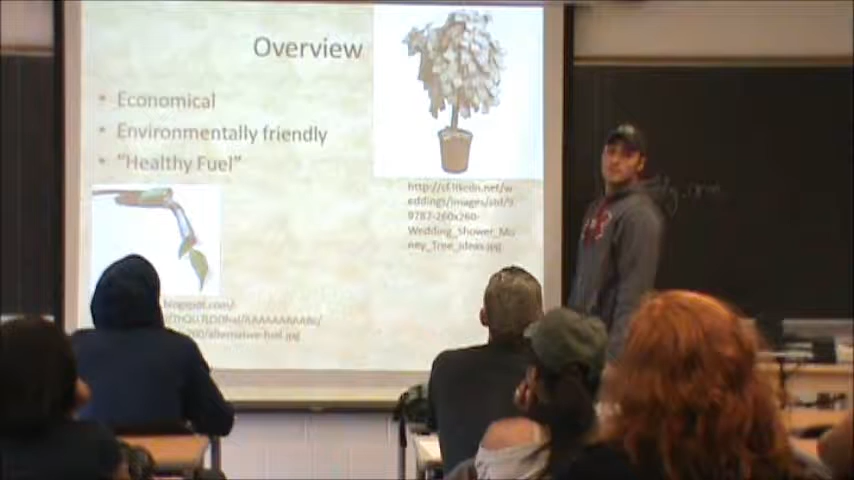 Overview
• Economical
• Environmentally friendly
• "Healthy Fuel"
http://cf.ltkcdn.net/w
eddings/images/std/9
9787-260x260-
Wedding_Shower_Mo
ney_Tree_Ideas.jpg
blogspot.com/
/alternative-fuel.jpg